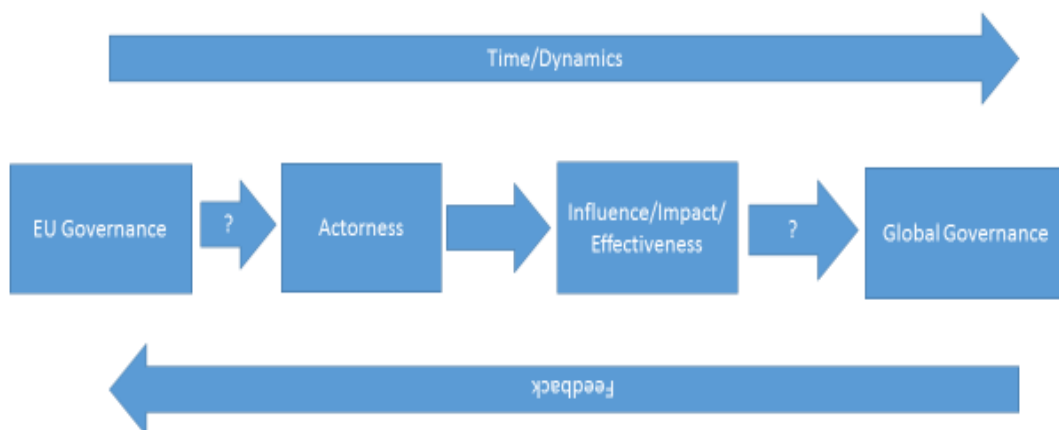 Time/Dynamics
EU Governance
?
Actorness
Influence/Impact/
Effectiveness
?
Global Governance
Feedback